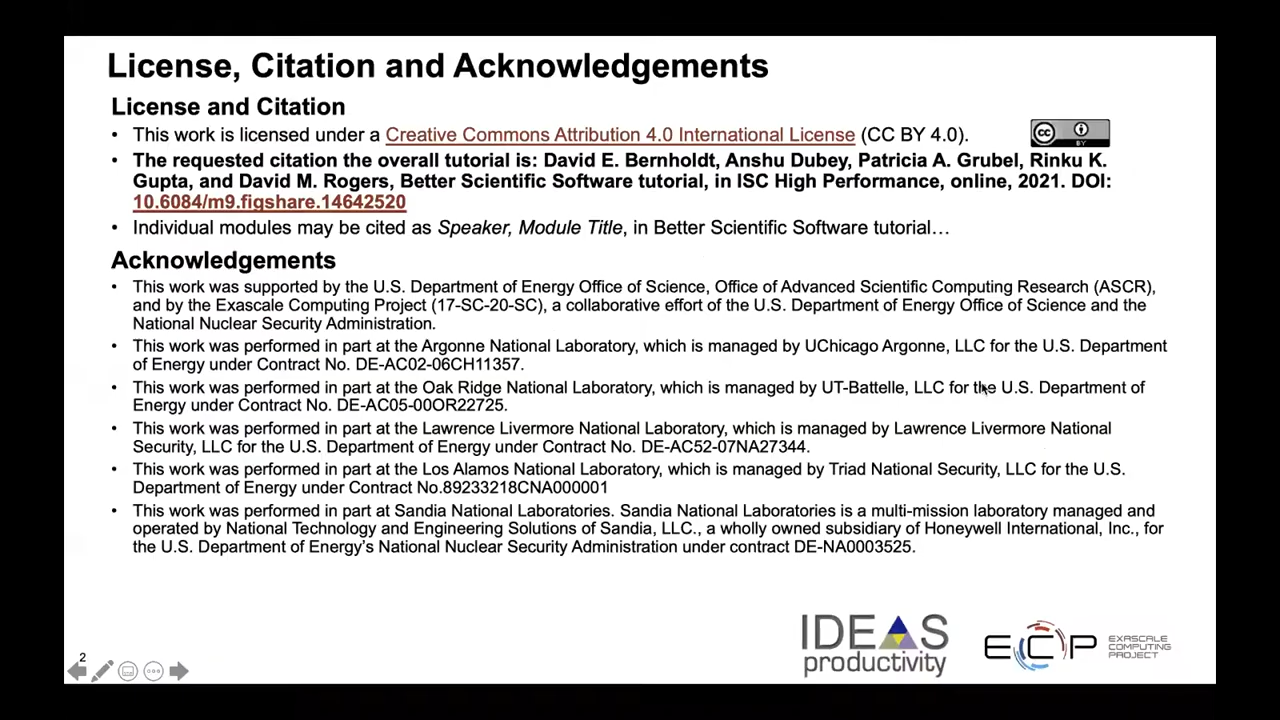 License, Citation and Acknowledgements
License and Citation
• This work is licensed under a Creative Commons Attribution 4.0 International License (CC BY 4.0).
cc BY
• The requested citation the overall tutorial is: David E. Bernholdt, Anshu Dubey, Patricia A. Grubel, Rinku K.
Gupta, and David M. Rogers, Better Scientific Software tutorial, in ISC High Performance, online, 2021. DOI:
10.6084/m9.figshare.14642520
• Individual modules may be cited as Speaker, Module Title, in Better Scientific Software tutorial…
Acknowledgements
• This work was supported by the U.S. Department of Energy Office of Science, Office of Advanced Scientific Computing Research (ASCR),
and by the Exascale Computing Project (17-SC-20-SC), a collaborative effort of the U.S. Department of Energy Office of Science and the
National Nuclear Security Administration.
• This work was performed in part at the Argonne National Laboratory, which is managed by UChicago Argonne, LLC for the U.S. Department
of Energy under Contract No. DE-AC02-06CH11357.
• This work was performed in part at the Oak Ridge National Laboratory, which is managed by UT-Battelle, LLC for the U.S. Department of
Energy under Contract No. DE-AC05-00OR22725.
• This work was performed in part at the Lawrence Livermore National Laboratory, which is managed by Lawrence Livermore National
Security, LLC for the U.S. Department of Energy under Contract No. DE-AC52-07NA27344.
• This work was performed in part at the Los Alamos National Laboratory, which is managed by Triad National Security, LLC for the U.S.
Department of Energy under Contract No.89233218CNA000001
• This work was performed in part at Sandia National Laboratories. Sandia National Laboratories is a multi-mission laboratory managed and
operated by National Technology and Engineering Solutions of Sandia, LLC., a wholly owned subsidiary of Honeywell International, Inc., for
the U.S. Department of Energy’s National Nuclear Security Administration under contract DE-NA0003525.
2
IDEAS
productivity
ECP
EXASCALE
COMPUTING
PROJECT